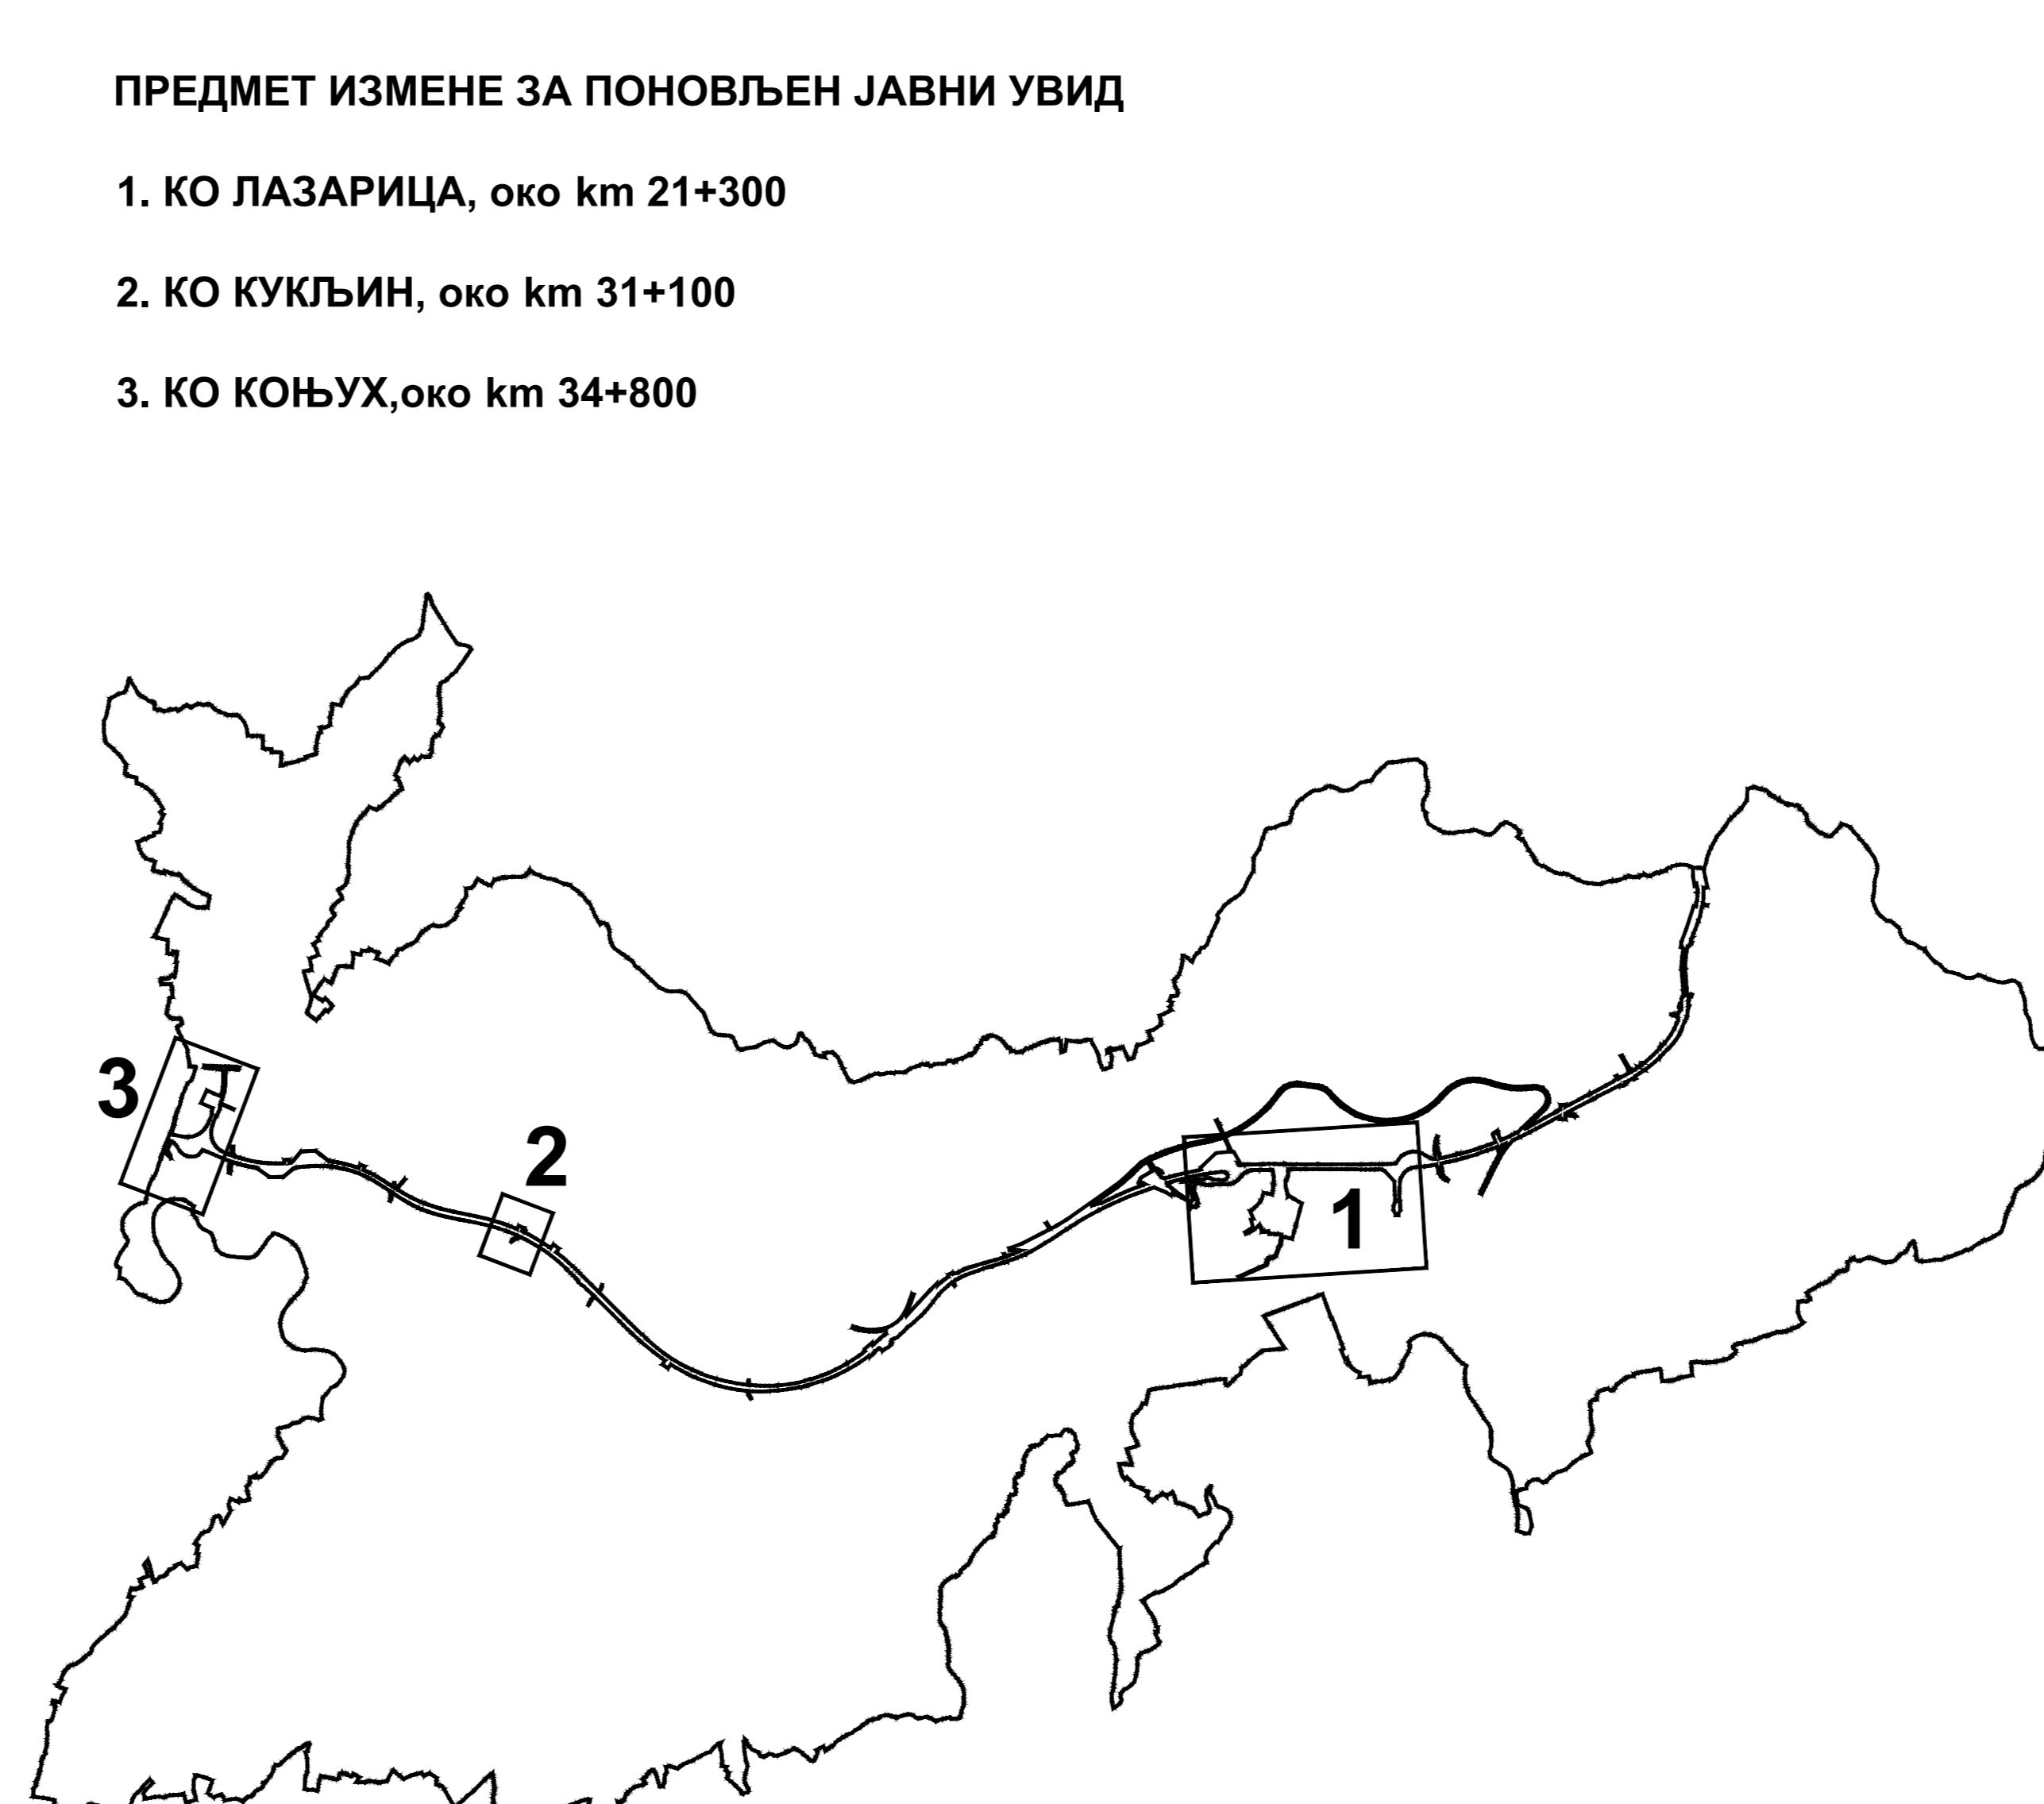 ПРЕДМЕТ ИЗМЕНЕ ЗА ПОНОВЉЕН ЈАВНИ УВИД
1. КО ЛАЗАРИЦА, око km 21+300
2. КО КУКЉИН, око km 31+100
3. КО КОЊУХ,око km 34+800
3
2
1